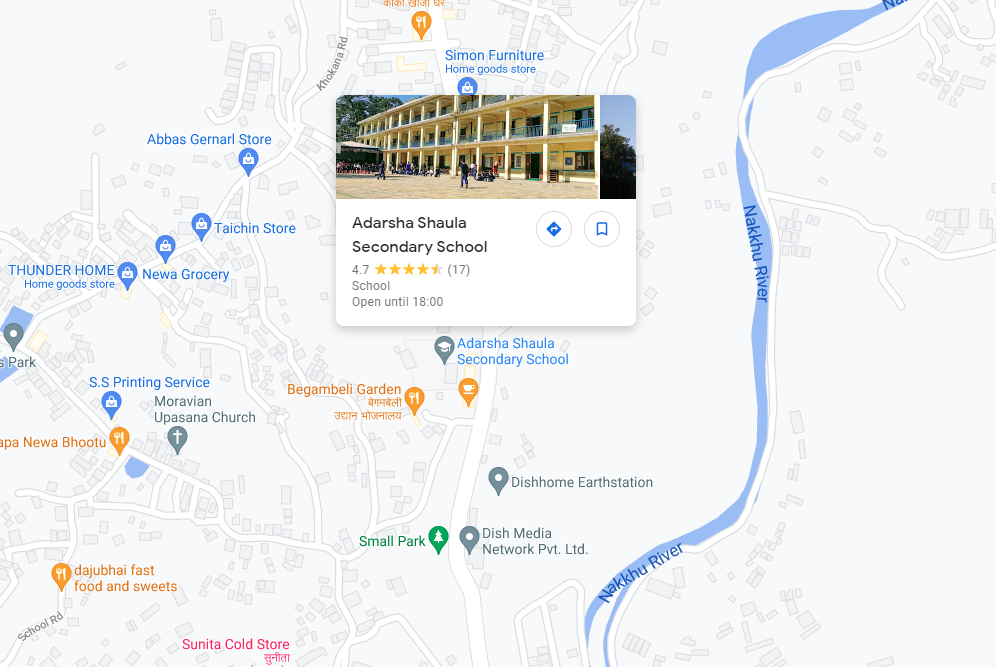 काका खाजा घर
Na
Simon Furniture
Home goods store
Khokana Rd
Abbas Gernarl Store
Taichin Store
THUNDER HOME
Home goods store
Newa Grocery
Adarsha Shaula
Secondary School
4.7
(17)
School
Open until 18:00
Nakkhu River
s Park
Adarsha Shaula
Secondary School
S.S Printing Service
Begambeli Garden
बेगमबेली
उद्यान भोजनालय
Moravian
Upasana Church
apa Newa Bhootu
Dishhome Earthstation
Small Park
Dish Media
Network Pvt. Ltd.
Nakkhu River
dajubhai fast
food and sweets
School Rd
Sunita Cold Store
सुनीता